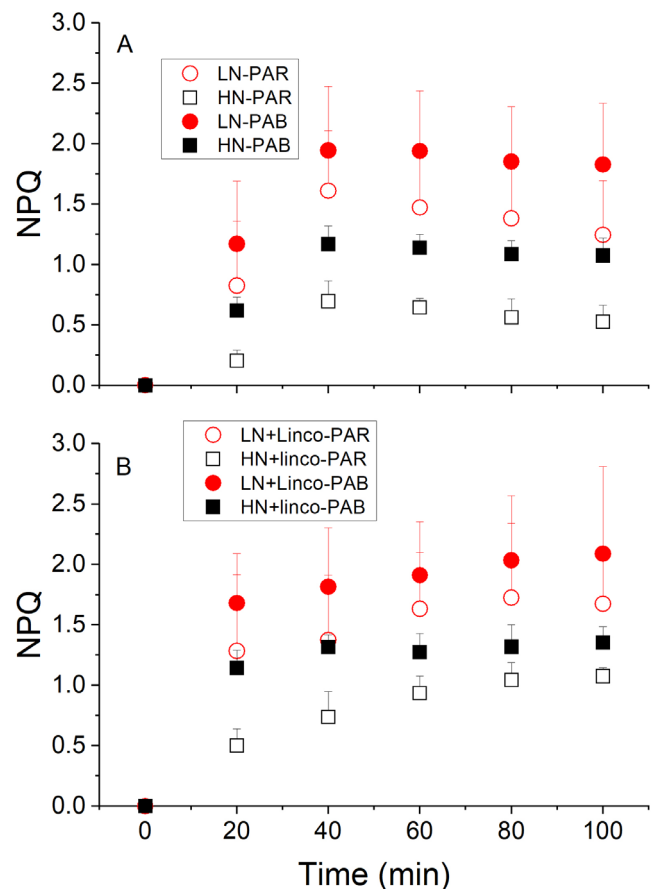 A
3.0
2.5
2.0
1.5
1.0
0.5
0.0
NPQ
LN-PAR
HN-PAR
LN-PAB
HN-PAB
B
3.0
2.5
2.0
1.5
1.0
0.5
0.0
NPQ
LN+Linco-PAR
HN+linco-PAR
LN+Linco-PAB
HN+linco-PAB
0 20 40 60 80 100
Time (min)